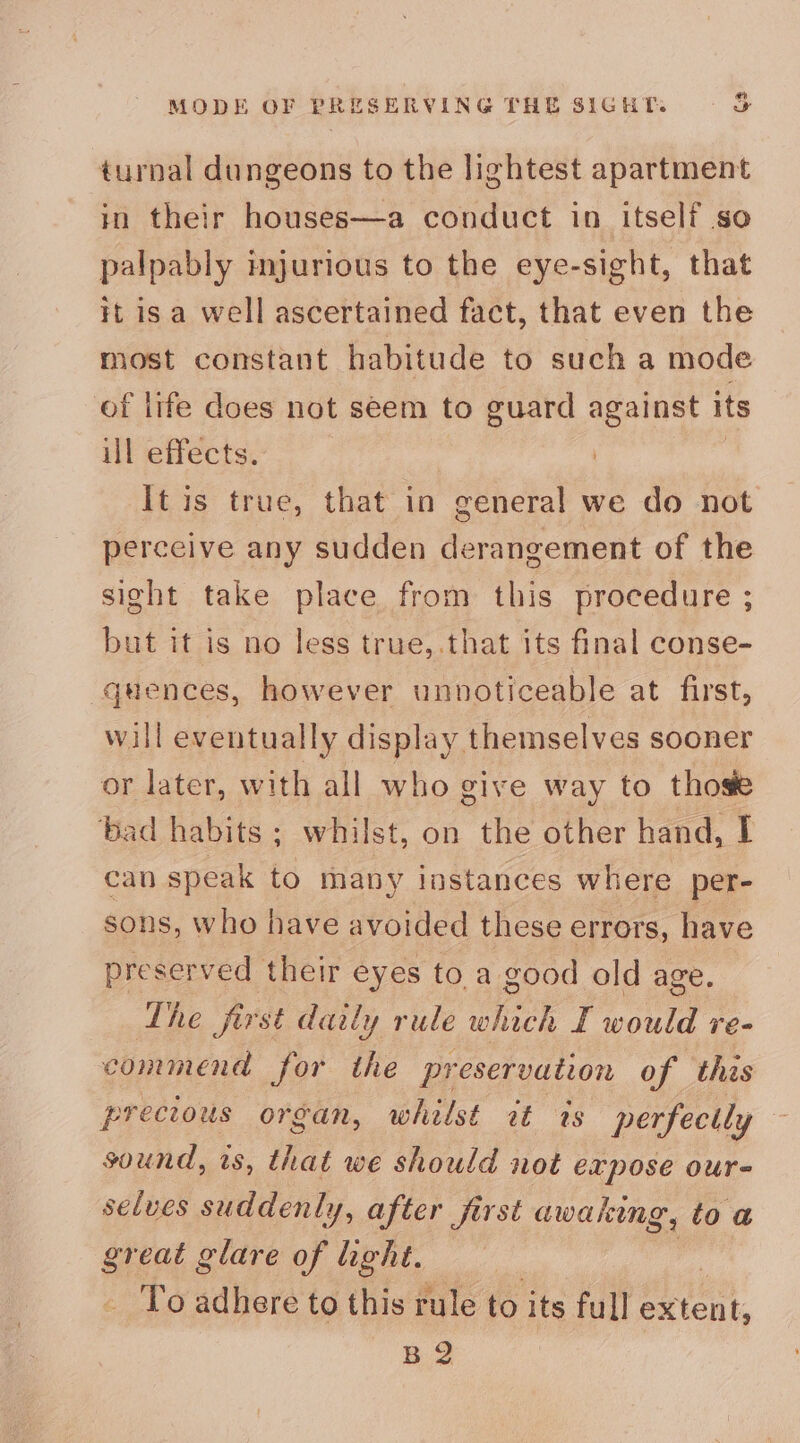 MODE OF PRESERVING THE SIGHT. 3
turnal dungeons to the lightest apartment
in their houses—a conduct in itself so
palpably injurious to the eye-sight, that
it is a well ascertained fact, that even the
most constant habitude to such a mode
of life does not seem to guard against its
ill effects.
It is true, that in general we do not
perceive any sudden derangement of the
sight take place from this procedure ;
but it is no less true, that its final conse-
quences, however unnoticeable at first,
will eventually display themselves sooner
or later, with all who give way to those
bad habits ; whilst, on the other hand, I
can speak to many instances where per-
sons, who have avoided these errors, have
preserved their eyes to a good old age.
The first daily rule which I would re-
commend for the preservation of this
precious organ, whilst it is perfectly
sound, is, that we should not expose our-
selves suddenly, after first awaking, to a
great glare of light.
To adhere to this rule to its full extent,
B 2